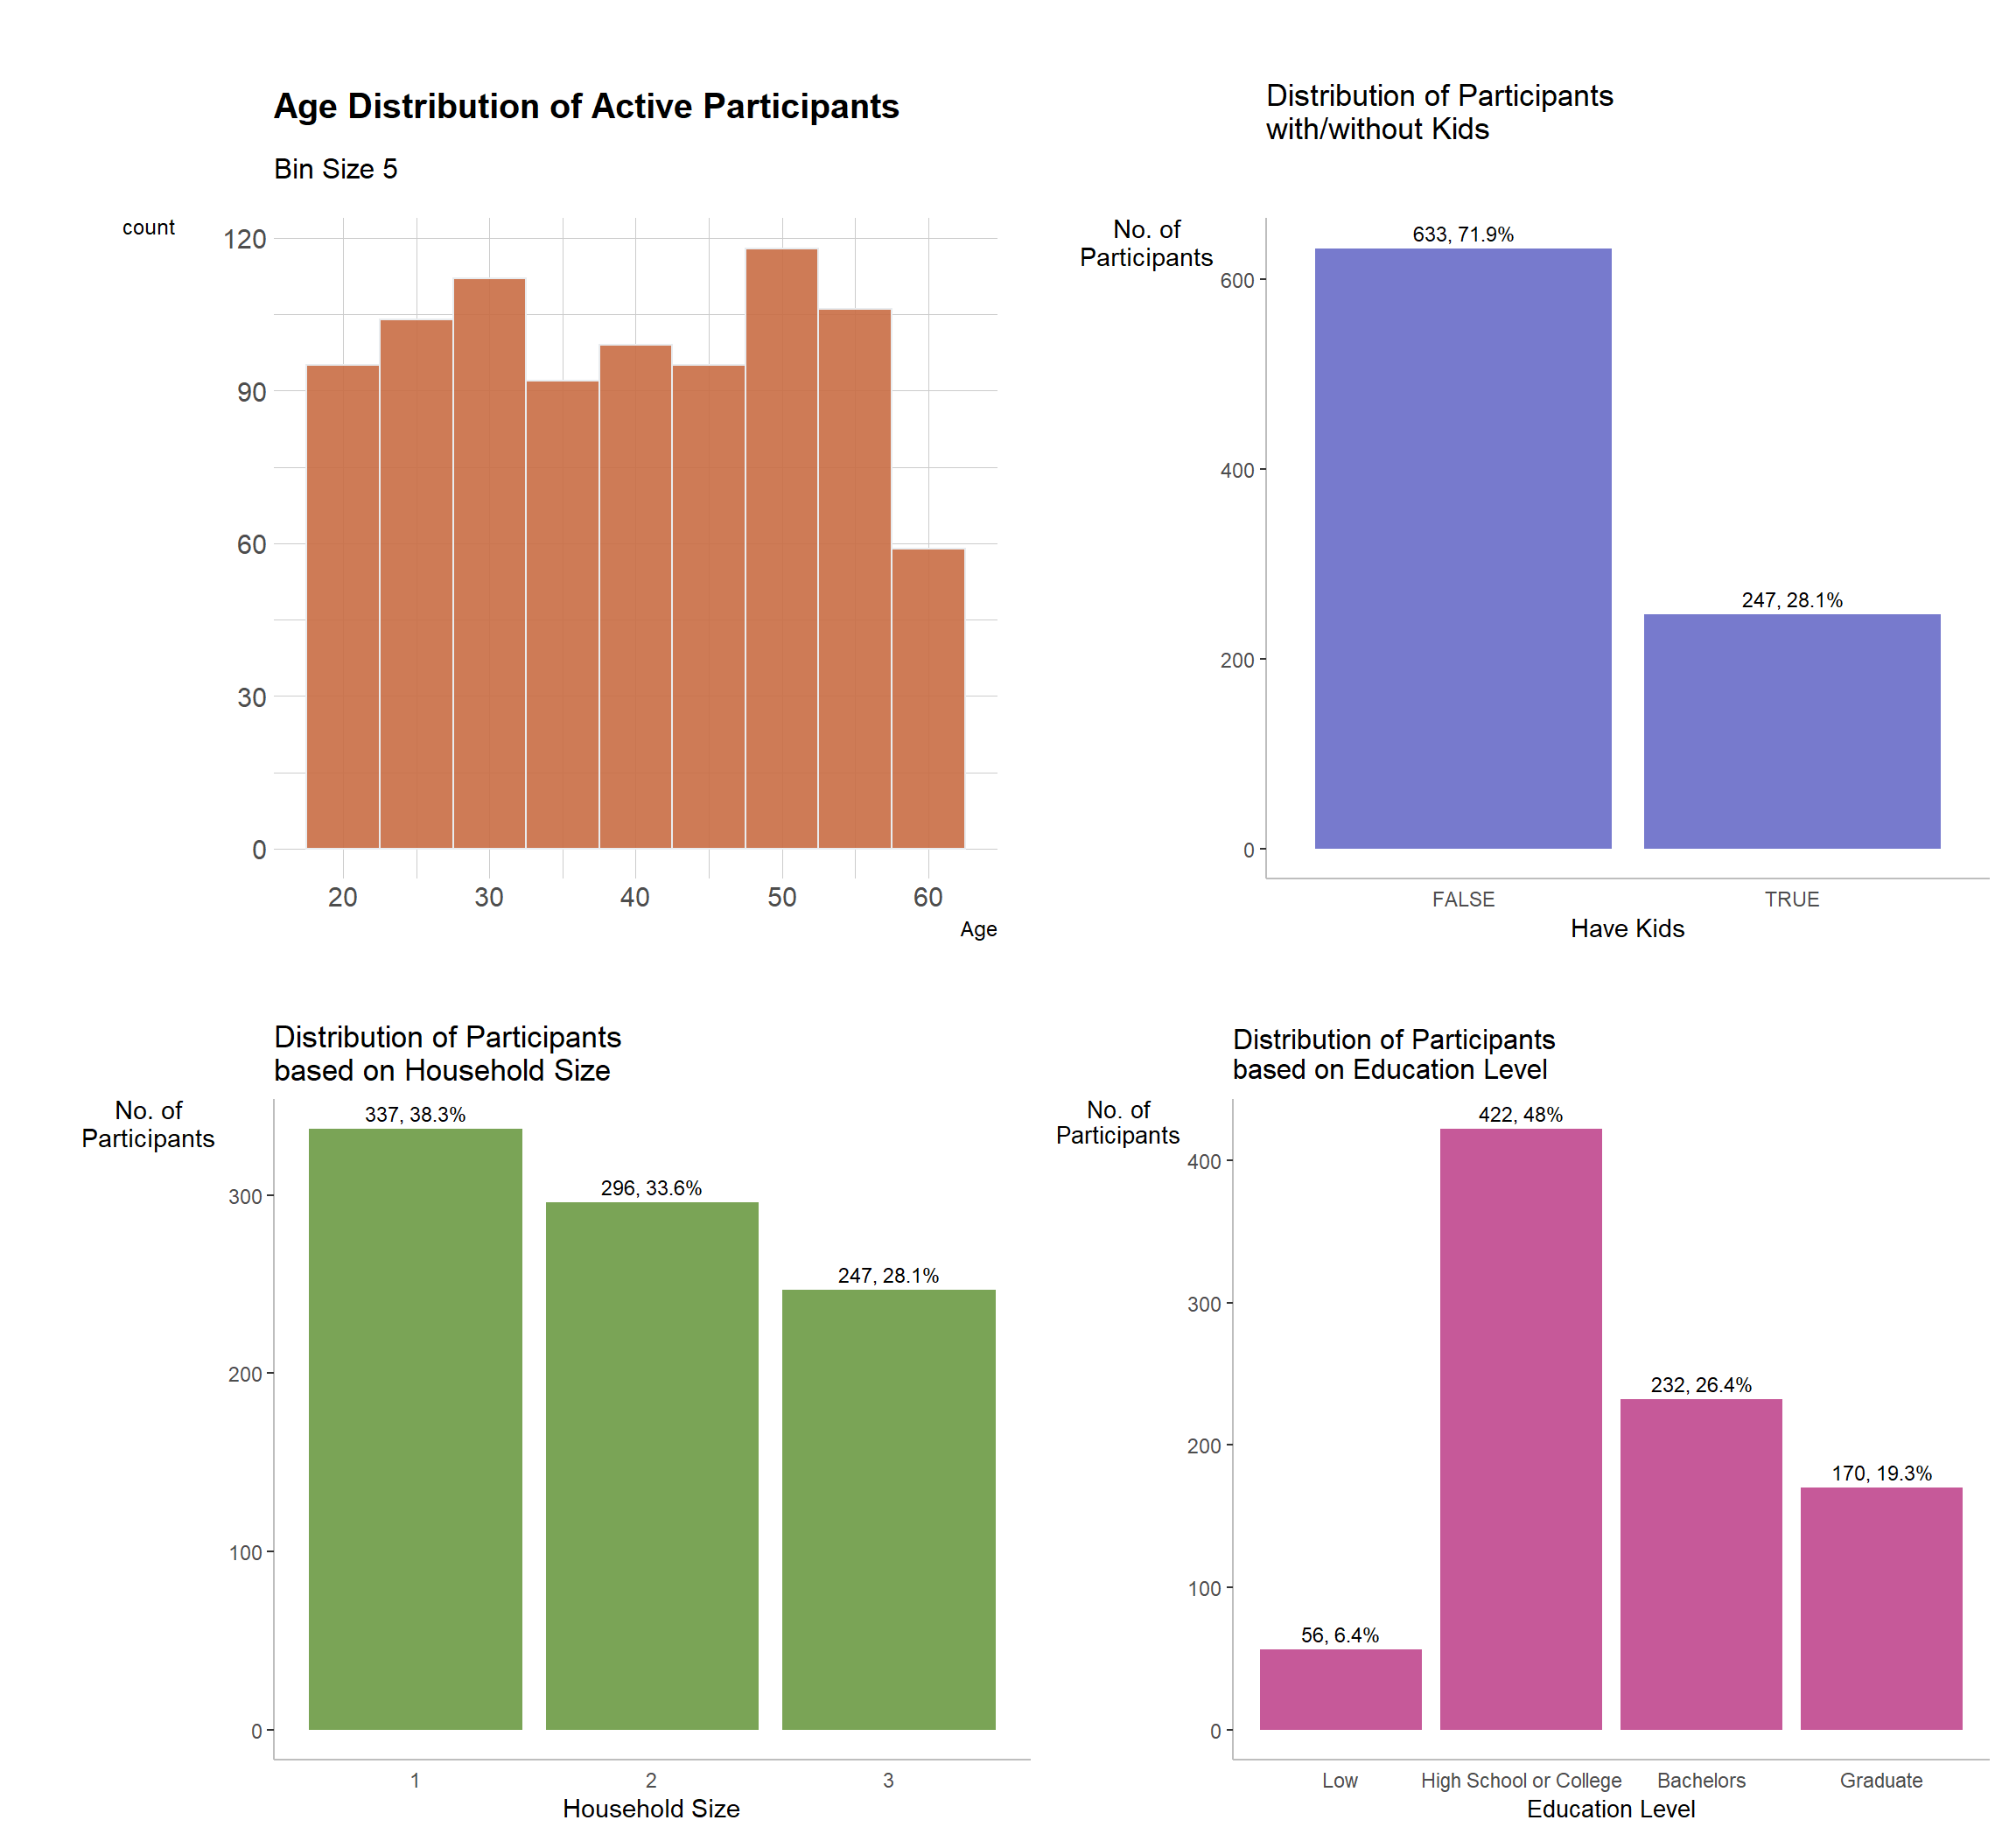 Age Distribution of Active Participants
Bin Size 5
count
120
90
60
30
0
20
30
40
50
60
Age
Distribution of Participants
with/without Kids
No. of
Participants
600
400
200
0
633, 71.9%
247, 28.1%
FALSE
TRUE
Have Kids
Distribution of Participants
based on Household Size
No. of
Participants
300
200
100
0
337, 38.3%
296, 33.6%
247, 28.1%
1
2
3
Household Size
Distribution of Participants
based on Education Level
No. of
Participants
400
300
200
100
0
422, 48%
232, 26.4%
170, 19.3%
56, 6.4%
Low
High School or College
Bachelors
Graduate
Education Level